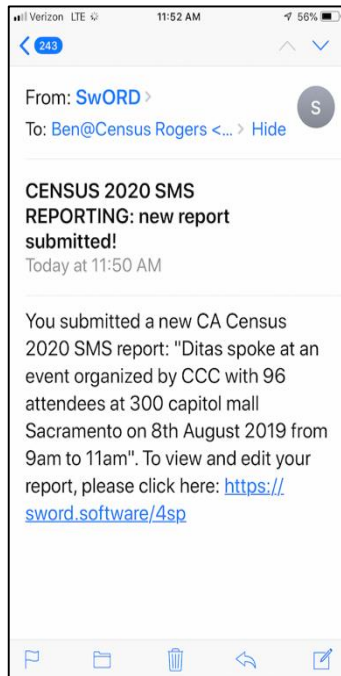 Verizon LTE 11:52 AM 56%
243
From: SwORD
To: Ben@Census Rogers <... Hide
S
CENSUS 2020 SMS
REPORTING: new report
submitted!
Today at 11:50 AM
You submitted a new CA Census
2020 SMS report: "Ditas spoke at an
event organized by CCC with 96
attendees at 300 capitol mall
Sacramento on 8th August 2019 from
9am to 11am". To view and edit your
report, please click here: https://
sword.software/4sp